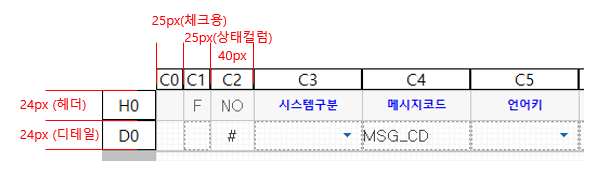 25px(체크용)
25px(상태컬럼)
40px
C0 C1 C2 C3 C4 C5
24px (헤더) H0 F NO 시스템구분 메시지코드 언어키
24px (디테일) D0 # MSG_CD